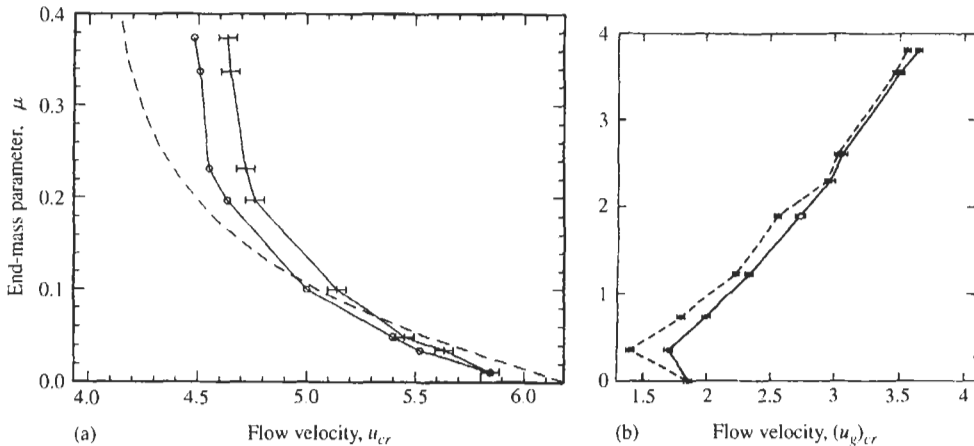 0.4
0.3
0.2
0.1
0.0
End-mass parameter, μ
4.0 4.5 5.0 5.5 6.0
(a) Flow velocity, u_cr
4
3
2
1
0
1.5 2 2.5 3 3.5 4
(b) Flow velocity, (u_g)_cr